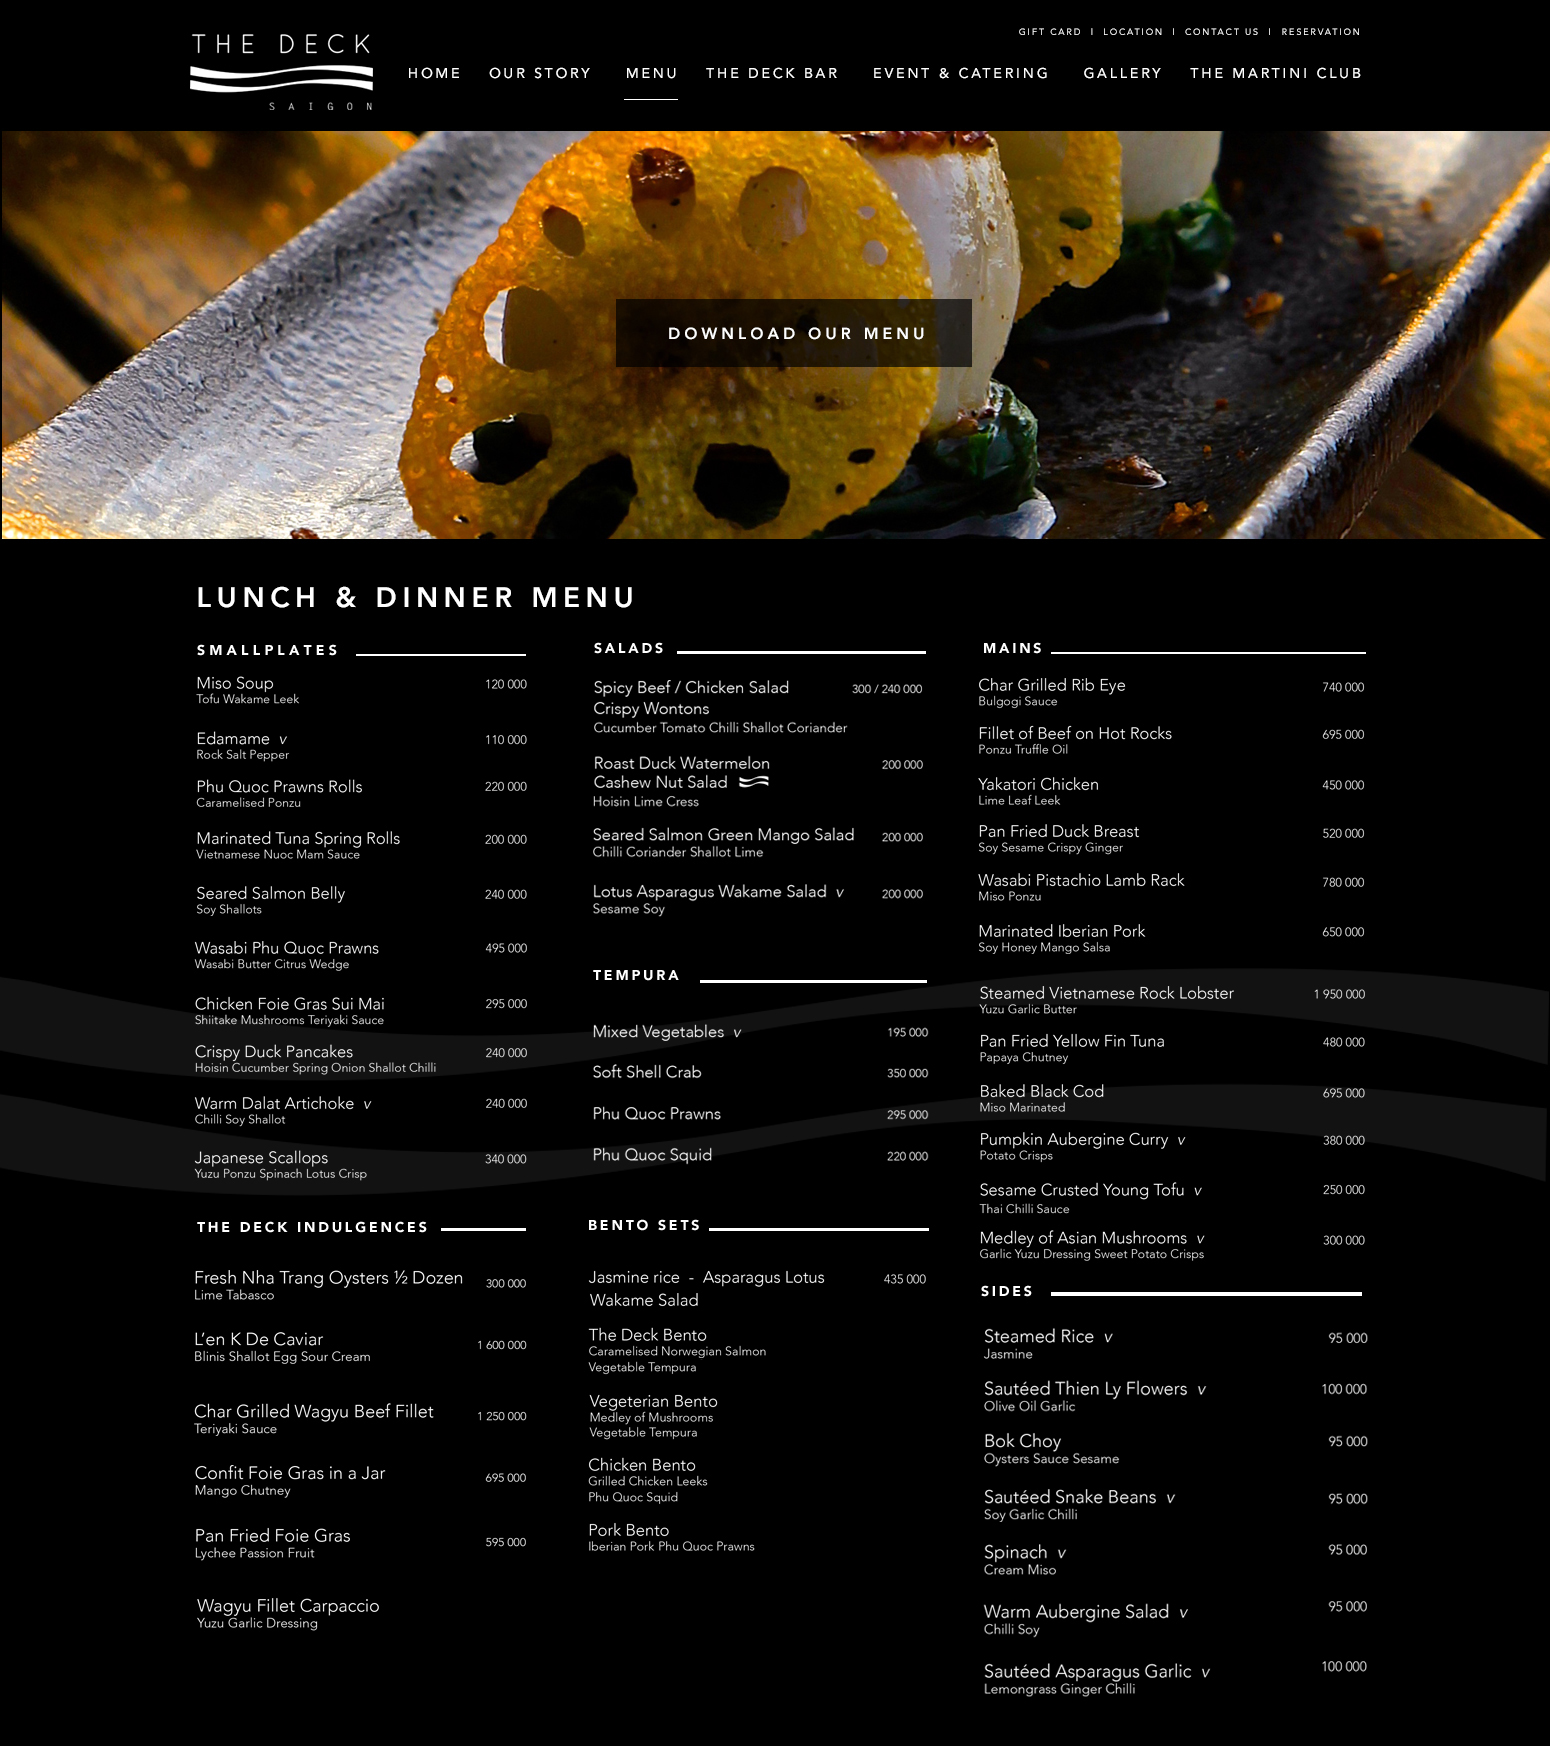 THE DECK
SAIGON
GIFT CARD | LOCATION | CONTACT US | RESERVATION
HOME OUR STORY MENU THE DECK BAR EVENT & CATERING GALLERY THE MARTINI CLUB
DOWNLOAD OUR MENU
LUNCH & DINNER MENU
SMALLPLATES
Miso Soup 120 000
Tofu Wakame Leek
Edamame v 110 000
Rock Salt Pepper
Phu Quoc Prawns Rolls 220 000
Caramelised Ponzu
Marinated Tuna Spring Rolls 200 000
Vietnamese Nuoc Mam Sauce
Seared Salmon Belly 240 000
Soy Shallots
Wasabi Phu Quoc Prawns 495 000
Wasabi Butter Citrus Wedge
Chicken Foie Gras Sui Mai 295 000
Shiitake Mushrooms Teriyaki Sauce
Crispy Duck Pancakes 240 000
Hoisin Cucumber Spring Onion Shallot Chilli
Warm Dalat Artichoke v 240 000
Chilli Soy Shallot
Japanese Scallops 340 000
Yuzu Ponzu Spinach Lotus Crisp
THE DECK INDULGENCES
Fresh Nha Trang Oysters ½ Dozen 300 000
Lime Tabasco
L’en K De Caviar 1 600 000
Blinis Shallot Egg Sour Cream
Char Grilled Wagyu Beef Fillet 1 250 000
Teriyaki Sauce
Confit Foie Gras in a Jar 695 000
Mango Chutney
Pan Fried Foie Gras 595 000
Lychee Passion Fruit
Wagyu Fillet Carpaccio
Yuzu Garlic Dressing
SALADS
Spicy Beef / Chicken Salad 300 / 240 000
Crispy Wontons
Cucumber Tomato Chilli Shallot Coriander
Roast Duck Watermelon 200 000
Cashew Nut Salad
Hoisin Lime Cress
Seared Salmon Green Mango Salad 200 000
Chilli Coriander Shallot Lime
Lotus Asparagus Wakame Salad v 200 000
Sesame Soy
TEMPURA
Mixed Vegetables v 195 000
Soft Shell Crab 350 000
Phu Quoc Prawns 295 000
Phu Quoc Squid 220 000
BENTO SETS
Jasmine rice - Asparagus Lotus 435 000
Wakame Salad
The Deck Bento
Caramelised Norwegian Salmon
Vegetable Tempura
Vegeterian Bento
Medley of Mushrooms
Vegetable Tempura
Chicken Bento
Grilled Chicken Leeks
Phu Quoc Squid
Pork Bento
Iberian Pork Phu Quoc Prawns
MAINS
Char Grilled Rib Eye 740 000
Bulgogi Sauce
Fillet of Beef on Hot Rocks 695 000
Ponzu Truffle Oil
Yakatori Chicken 450 000
Lime Leaf Leek
Pan Fried Duck Breast 520 000
Soy Sesame Crispy Ginger
Wasabi Pistachio Lamb Rack 780 000
Miso Ponzu
Marinated Iberian Pork 650 000
Soy Honey Mango Salsa
Steamed Vietnamese Rock Lobster 1 950 000
Yuzu Garlic Butter
Pan Fried Yellow Fin Tuna 480 000
Papaya Chutney
Baked Black Cod 695 000
Miso Marinated
Pumpkin Aubergine Curry v 380 000
Potato Crisps
Sesame Crusted Young Tofu v 250 000
Thai Chilli Sauce
Medley of Asian Mushrooms v 300 000
Garlic Yuzu Dressing Sweet Potato Crisps
SIDES
Steamed Rice v 95 000
Jasmine
Sautéed Thien Ly Flowers v 100 000
Olive Oil Garlic
Bok Choy 95 000
Oysters Sauce Sesame
Sautéed Snake Beans v 95 000
Soy Garlic Chilli
Spinach v 95 000
Cream Miso
Warm Aubergine Salad v 95 000
Chilli Soy
Sautéed Asparagus Garlic v 100 000
Lemongrass Ginger Chilli